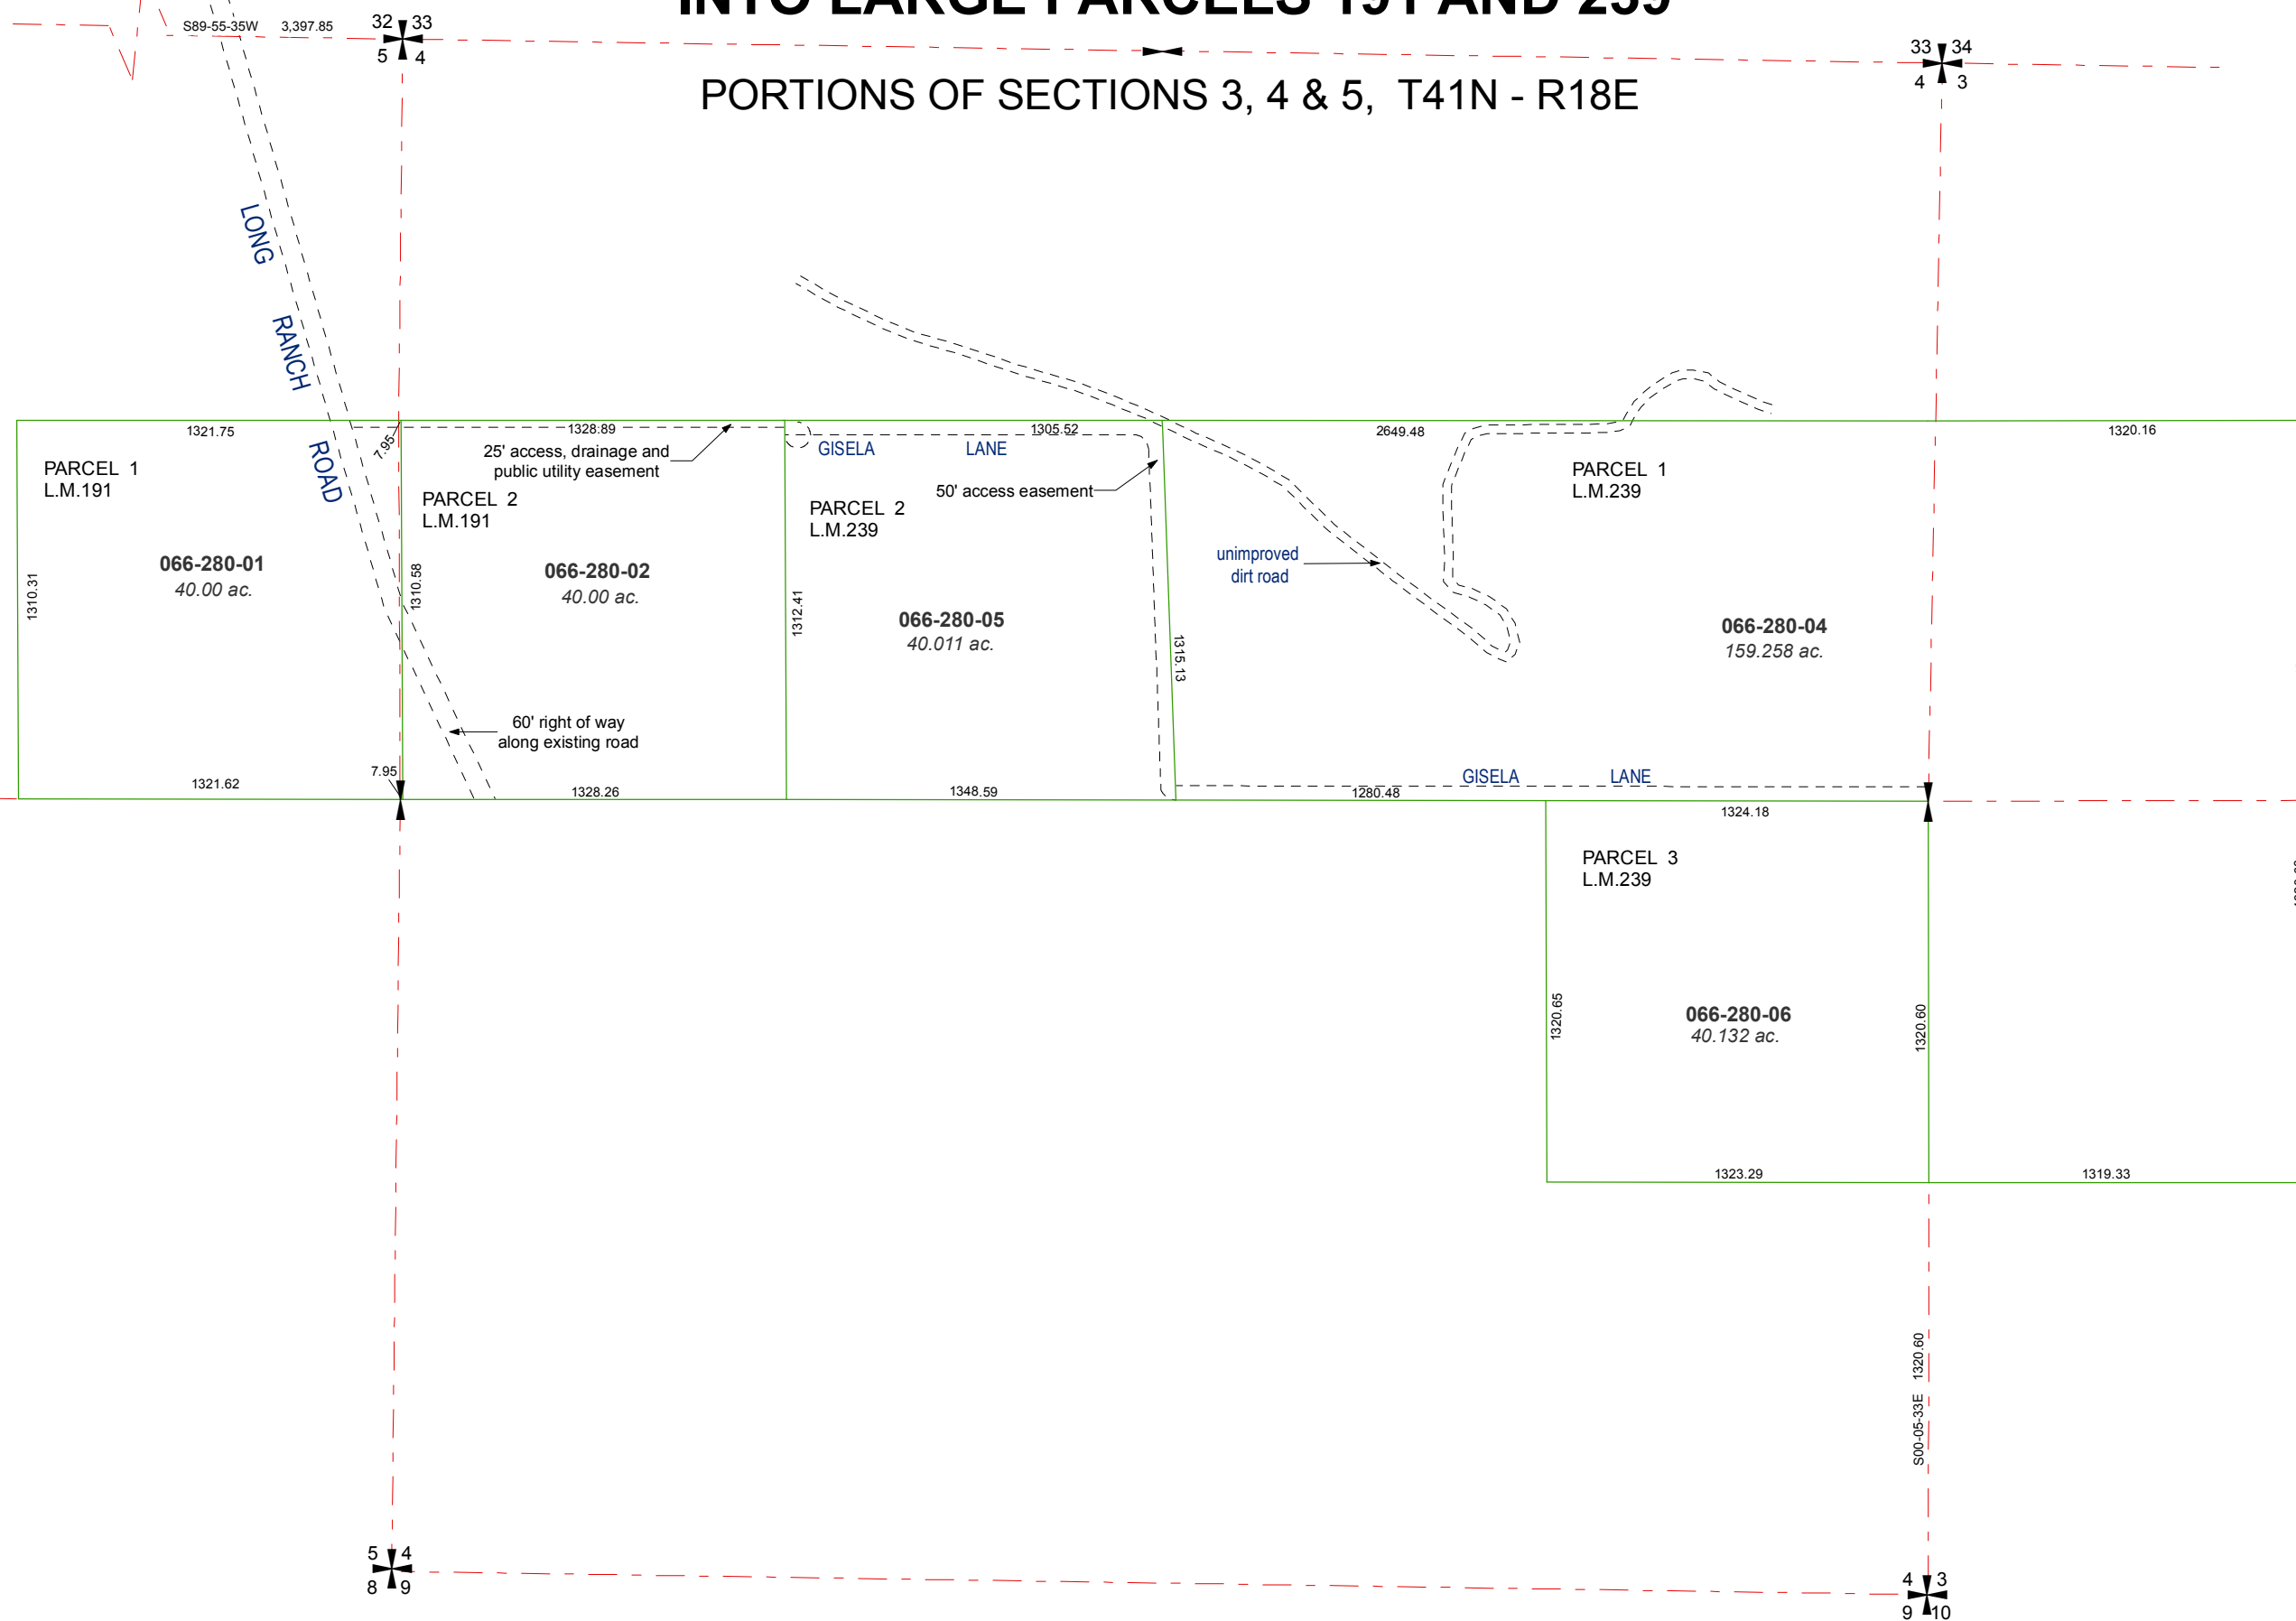 INTO LARGE PARCELS 191 AND 239
S89-55-35W 3,397.85
32 33
5 4
33 34
4 3
PORTIONS OF SECTIONS 3, 4 & 5, T41N - R18E
LONG
RANCH
ROAD
1321.75
7.95
1328.89
1305.52
2649.48
1320.16
25' access, drainage and
public utility easement
GISELA LANE
50' access easement
PARCEL 1
L.M.191
PARCEL 2
L.M.191
PARCEL 2
L.M.239
PARCEL 1
L.M.239
unimproved
dirt road
066-280-01
40.00 ac.
066-280-02
40.00 ac.
066-280-05
40.011 ac.
066-280-04
159.258 ac.
1310.31
1310.58
1312.41
1315.13
60' right of way
along existing road
7.95
1321.62
1328.26
1348.59
1280.48
GISELA LANE
1324.18
PARCEL 3
L.M.239
066-280-06
40.132 ac.
1320.65
1320.60
1323.29
1319.33
S00-05-33E 1320.60
5 4
8 9
4 3
9 10